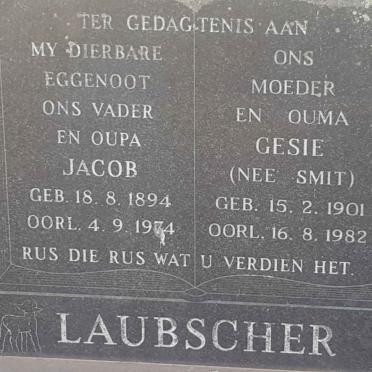 TER GEDAGTENIS AAN
MY DIERBARE
EGGENOOT
ONS VADER
EN OUPA
JACOB
GEB. 18. 8. 1894
OORL. 4. 9. 1974
ONS
MOEDER
EN OUMA
GESIE
(NEE SMIT)
GEB. 15. 2. 1901
OORL. 16. 8. 1982
RUS DIE RUS WAT U VERDIEN HET.
LAUBSCHER